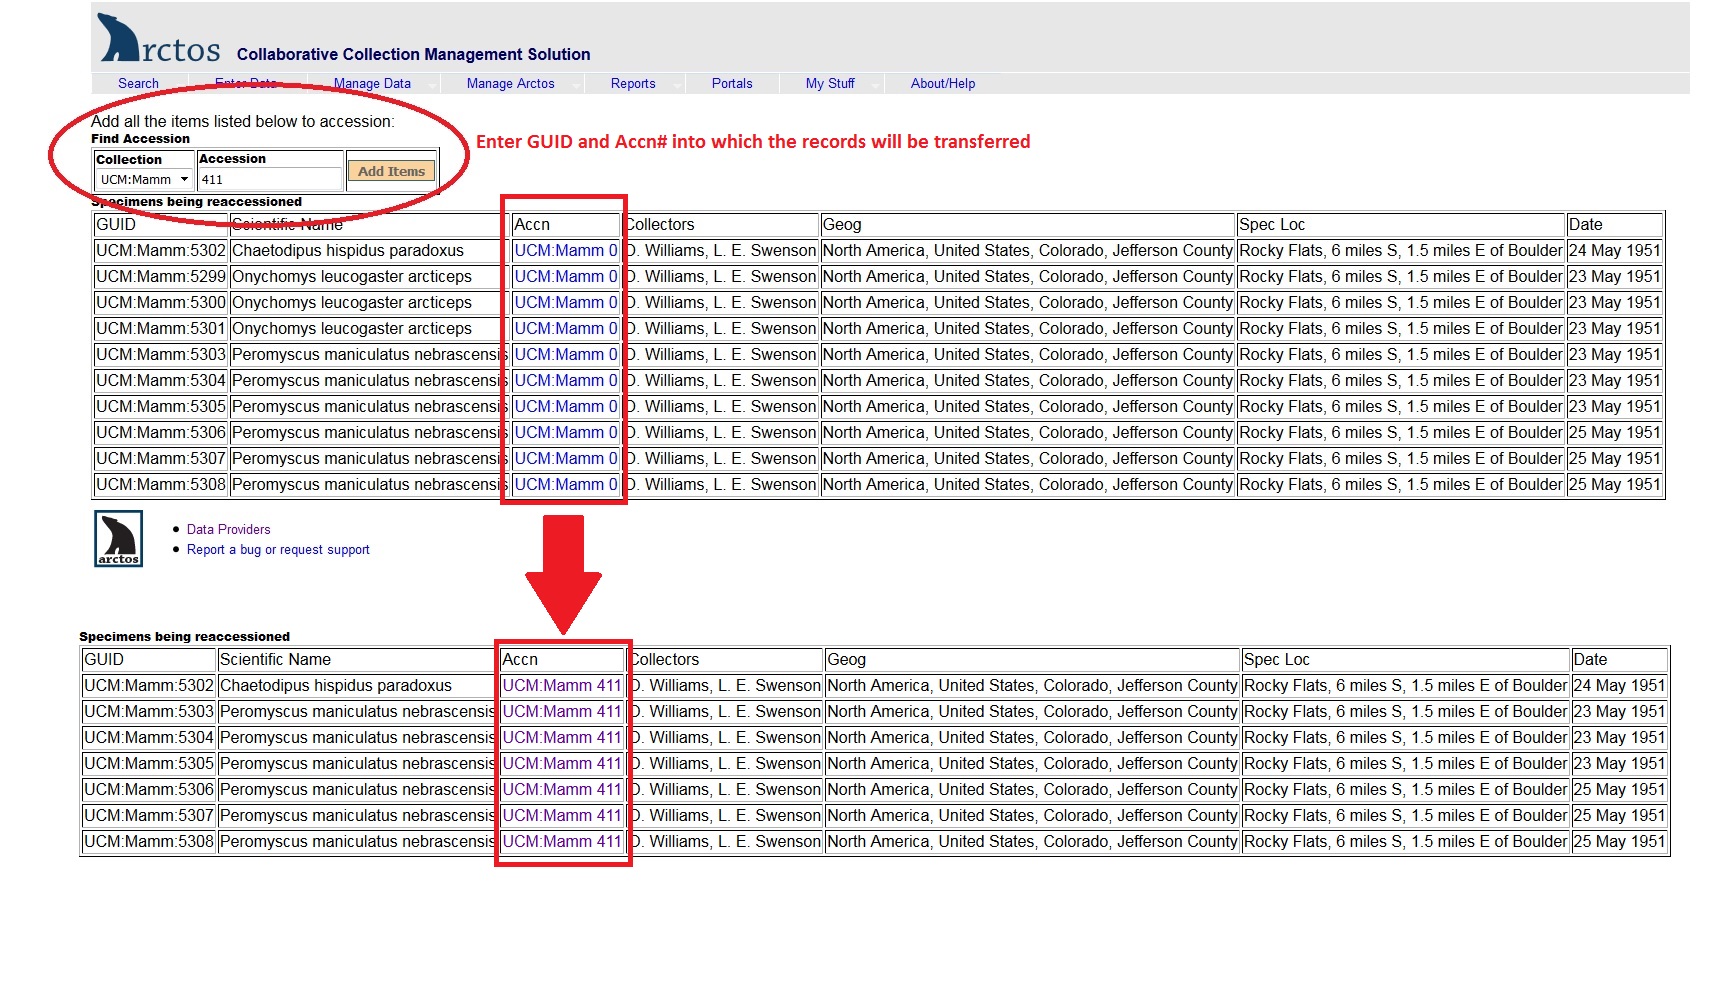 arctos Collaborative Collection Management Solution
Search Enter Data Manage Data Manage Arctos Reports Portals My Stuff About/Help
Add all the items listed below to accession:
Find Accession
Collection Accession
UCM:Mamm 411 Add Items
Enter GUID and Accn# into which the records will be transferred
Specimens being reaccessioned
GUID Scientific Name Accn Collectors Geog Spec Loc Date
UCM:Mamm:5302 Chaetodipus hispidus paradoxus UCM:Mamm 0 D. Williams, L. E. Swenson North America, United States, Colorado, Jefferson County Rocky Flats, 6 miles S, 1.5 miles E of Boulder 24 May 1951
UCM:Mamm:5299 Onychomys leucogaster arcticeps UCM:Mamm 0 D. Williams, L. E. Swenson North America, United States, Colorado, Jefferson County Rocky Flats, 6 miles S, 1.5 miles E of Boulder 23 May 1951
UCM:Mamm:5300 Onychomys leucogaster arcticeps UCM:Mamm 0 D. Williams, L. E. Swenson North America, United States, Colorado, Jefferson County Rocky Flats, 6 miles S, 1.5 miles E of Boulder 23 May 1951
UCM:Mamm:5301 Onychomys leucogaster arcticeps UCM:Mamm 0 D. Williams, L. E. Swenson North America, United States, Colorado, Jefferson County Rocky Flats, 6 miles S, 1.5 miles E of Boulder 23 May 1951
UCM:Mamm:5303 Peromyscus maniculatus nebrascensis UCM:Mamm 0 D. Williams, L. E. Swenson North America, United States, Colorado, Jefferson County Rocky Flats, 6 miles S, 1.5 miles E of Boulder 23 May 1951
UCM:Mamm:5304 Peromyscus maniculatus nebrascensis UCM:Mamm 0 D. Williams, L. E. Swenson North America, United States, Colorado, Jefferson County Rocky Flats, 6 miles S, 1.5 miles E of Boulder 23 May 1951
UCM:Mamm:5305 Peromyscus maniculatus nebrascensis UCM:Mamm 0 D. Williams, L. E. Swenson North America, United States, Colorado, Jefferson County Rocky Flats, 6 miles S, 1.5 miles E of Boulder 23 May 1951
UCM:Mamm:5306 Peromyscus maniculatus nebrascensis UCM:Mamm 0 D. Williams, L. E. Swenson North America, United States, Colorado, Jefferson County Rocky Flats, 6 miles S, 1.5 miles E of Boulder 25 May 1951
UCM:Mamm:5307 Peromyscus maniculatus nebrascensis UCM:Mamm 0 D. Williams, L. E. Swenson North America, United States, Colorado, Jefferson County Rocky Flats, 6 miles S, 1.5 miles E of Boulder 25 May 1951
UCM:Mamm:5308 Peromyscus maniculatus nebrascensis UCM:Mamm 0 D. Williams, L. E. Swenson North America, United States, Colorado, Jefferson County Rocky Flats, 6 miles S, 1.5 miles E of Boulder 25 May 1951
arctos
Data Providers
Report a bug or request support
Specimens being reaccessioned
GUID Scientific Name Accn Collectors Geog Spec Loc Date
UCM:Mamm:5302 Chaetodipus hispidus paradoxus UCM:Mamm 411 D. Williams, L. E. Swenson North America, United States, Colorado, Jefferson County Rocky Flats, 6 miles S, 1.5 miles E of Boulder 24 May 1951
UCM:Mamm:5303 Peromyscus maniculatus nebrascensis UCM:Mamm 411 D. Williams, L. E. Swenson North America, United States, Colorado, Jefferson County Rocky Flats, 6 miles S, 1.5 miles E of Boulder 23 May 1951
UCM:Mamm:5304 Peromyscus maniculatus nebrascensis UCM:Mamm 411 D. Williams, L. E. Swenson North America, United States, Colorado, Jefferson County Rocky Flats, 6 miles S, 1.5 miles E of Boulder 23 May 1951
UCM:Mamm:5305 Peromyscus maniculatus nebrascensis UCM:Mamm 411 D. Williams, L. E. Swenson North America, United States, Colorado, Jefferson County Rocky Flats, 6 miles S, 1.5 miles E of Boulder 23 May 1951
UCM:Mamm:5306 Peromyscus maniculatus nebrascensis UCM:Mamm 411 D. Williams, L. E. Swenson North America, United States, Colorado, Jefferson County Rocky Flats, 6 miles S, 1.5 miles E of Boulder 25 May 1951
UCM:Mamm:5307 Peromyscus maniculatus nebrascensis UCM:Mamm 411 D. Williams, L. E. Swenson North America, United States, Colorado, Jefferson County Rocky Flats, 6 miles S, 1.5 miles E of Boulder 25 May 1951
UCM:Mamm:5308 Peromyscus maniculatus nebrascensis UCM:Mamm 411 D. Williams, L. E. Swenson North America, United States, Colorado, Jefferson County Rocky Flats, 6 miles S, 1.5 miles E of Boulder 25 May 1951